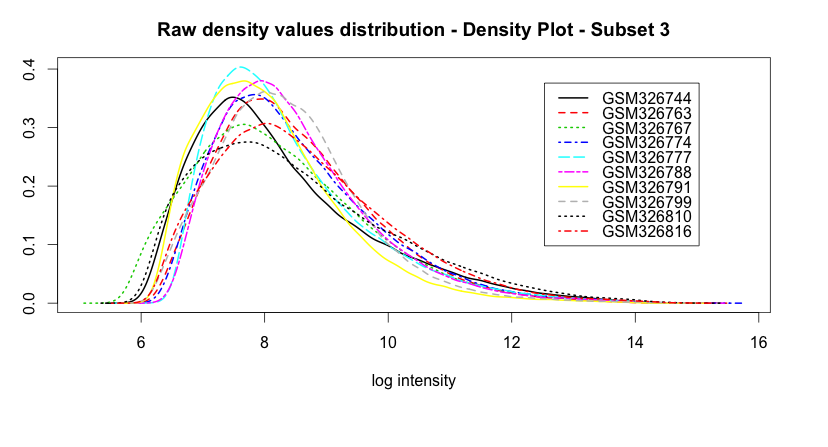 Raw density values distribution - Density Plot - Subset 3
0.4
0.3
0.2
0.1
0.0
GSM326744
GSM326763
GSM326767
GSM326774
GSM326777
GSM326788
GSM326791
GSM326799
GSM326810
GSM326816
6 8 10 12 14 16
log intensity